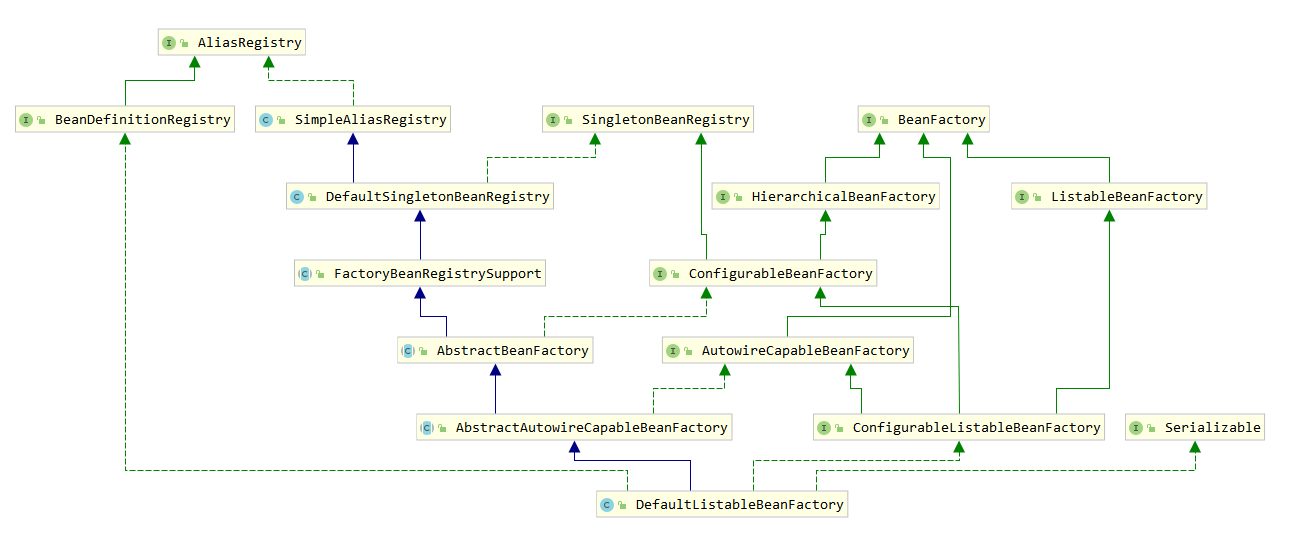 I AliasRegistry
I BeanDefinitionRegistry
C SimpleAliasRegistry
I SingletonBeanRegistry
I BeanFactory
C DefaultSingletonBeanRegistry
I HierarchicalBeanFactory
I ListableBeanFactory
C FactoryBeanRegistrySupport
I ConfigurableBeanFactory
C AbstractBeanFactory
I AutowireCapableBeanFactory
C AbstractAutowireCapableBeanFactory
I ConfigurableListableBeanFactory
I Serializable
C DefaultListableBeanFactory